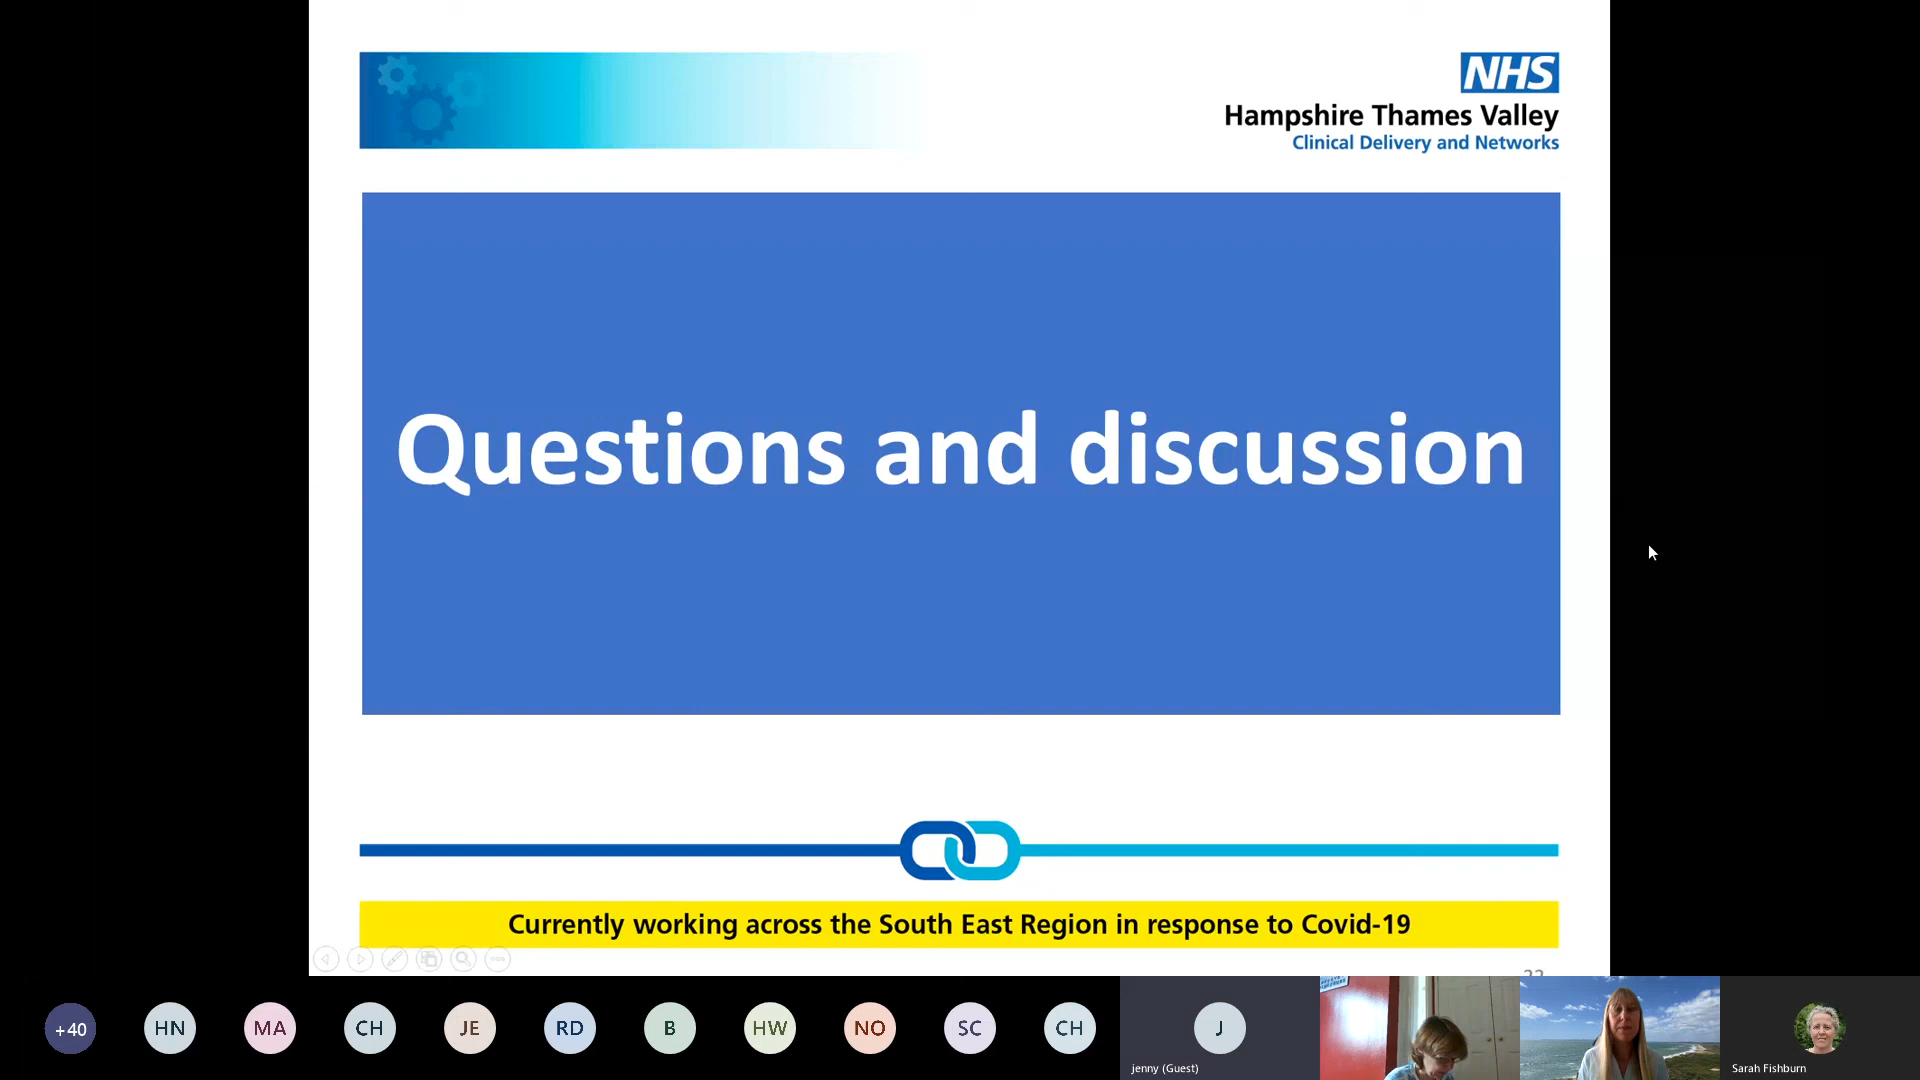 NHS
Hampshire Thames Valley
Clinical Delivery and Networks
Questions and discussion
Currently working across the South East Region in response to Covid-19
+40
HN
MA
CH
JE
RD
B
HW
NO
SC
CH
J
jenny (Guest)
Sarah Fishburn